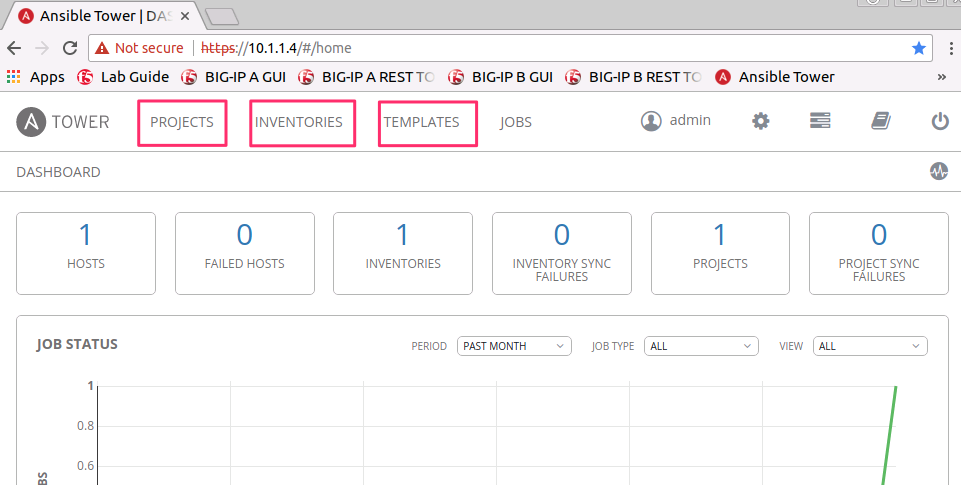 Ansible Tower | DAS
Not secure https://10.1.1.4/#/home
Apps Lab Guide BIG-IP A GUI BIG-IP A REST TO BIG-IP B GUI BIG-IP B REST TO Ansible Tower »
A TOWER PROJECTS INVENTORIES TEMPLATES JOBS admin
DASHBOARD
1 0 1 0 1 0
HOSTS FAILED HOSTS INVENTORIES INVENTORY SYNC FAILURES PROJECTS PROJECT SYNC FAILURES
JOB STATUS PERIOD PAST MONTH JOB TYPE ALL VIEW ALL
1
0.8
0.6
BS